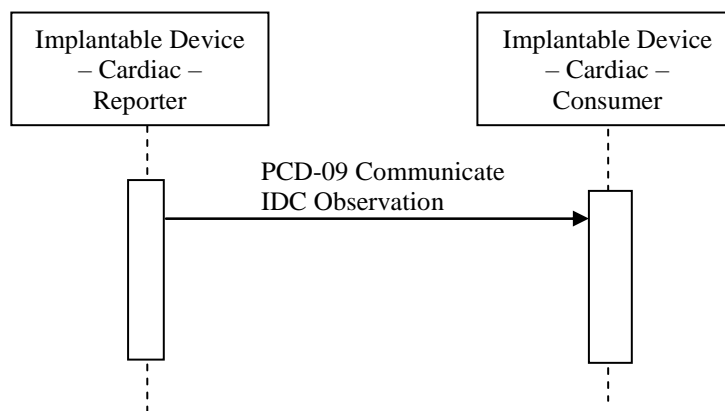 Implantable Device
– Cardiac –
Reporter
Implantable Device
– Cardiac –
Consumer
PCD-09 Communicate
IDC Observation